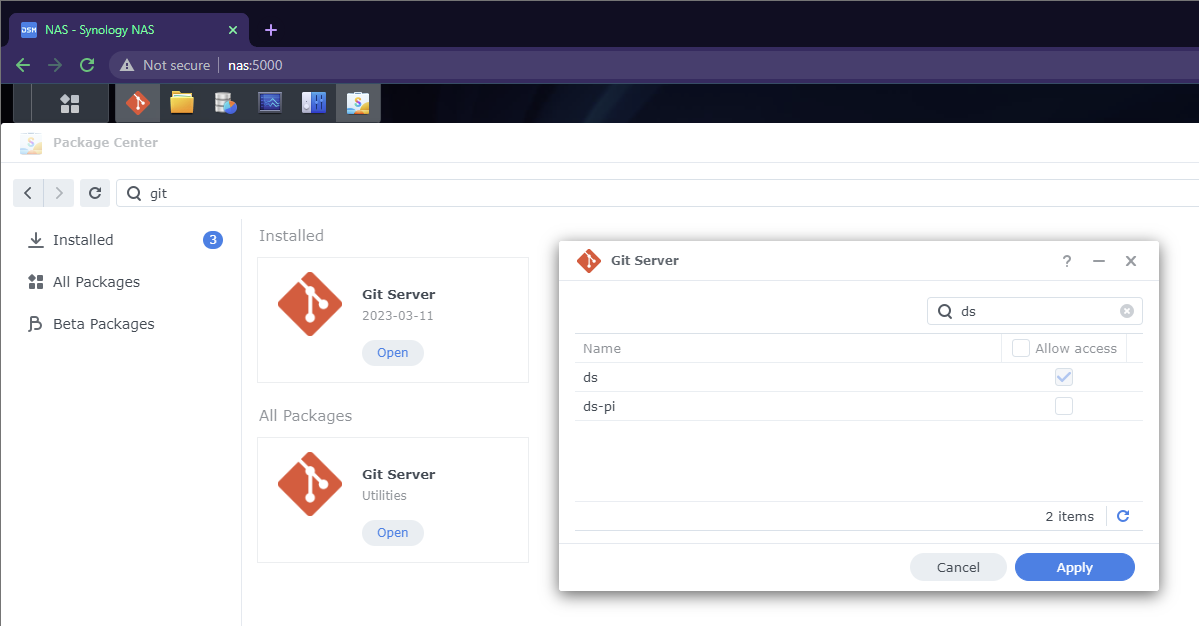 DSM NAS - Synology NAS
Not secure nas:5000
Package Center
git
Installed 3
All Packages
Beta Packages
Installed
Git Server
2023-03-11
Open
All Packages
Git Server
Utilities
Open
Git Server
ds
Name Allow access
ds
ds-pi
2 items
Cancel Apply